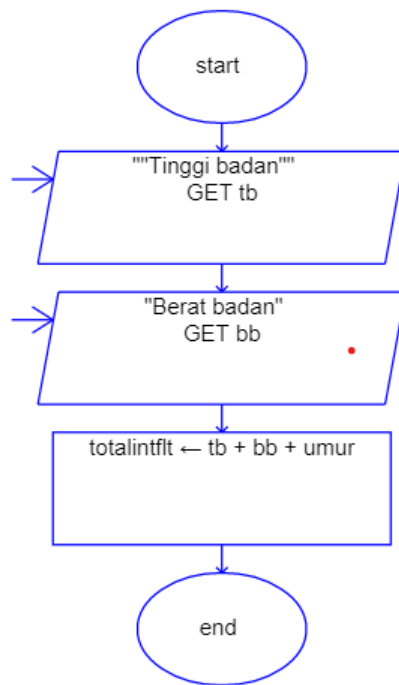 start
""Tinggi badan""
GET tb
"Berat badan"
GET bb
totalintflt ← tb + bb + umur
end